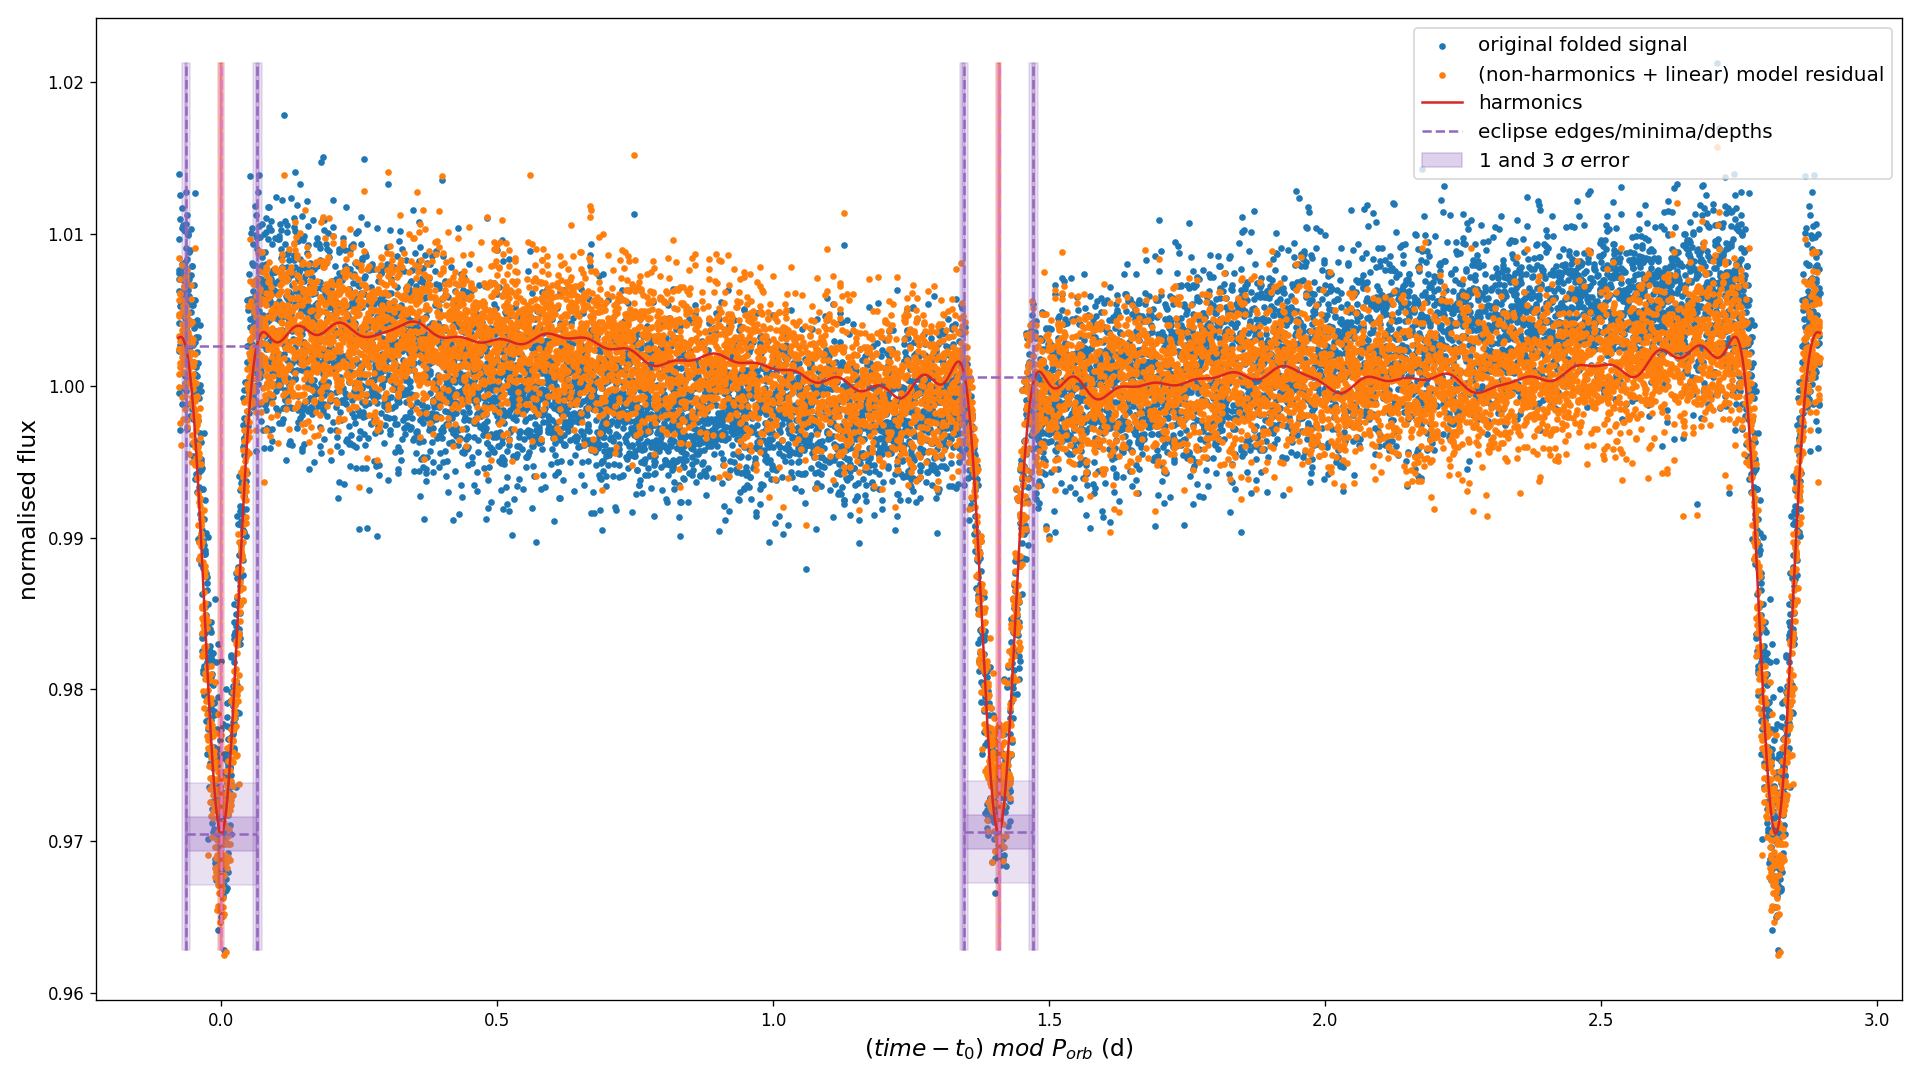 original folded signal
(non-harmonics + linear) model residual
harmonics
eclipse edges/minima/depths
1 and 3 σ error
1.02
1.01
1.00
0.99
0.98
0.97
0.96
normalised flux
0.0 0.5 1.0 1.5 2.0 2.5 3.0
(time − t₀) mod P_orb (d)